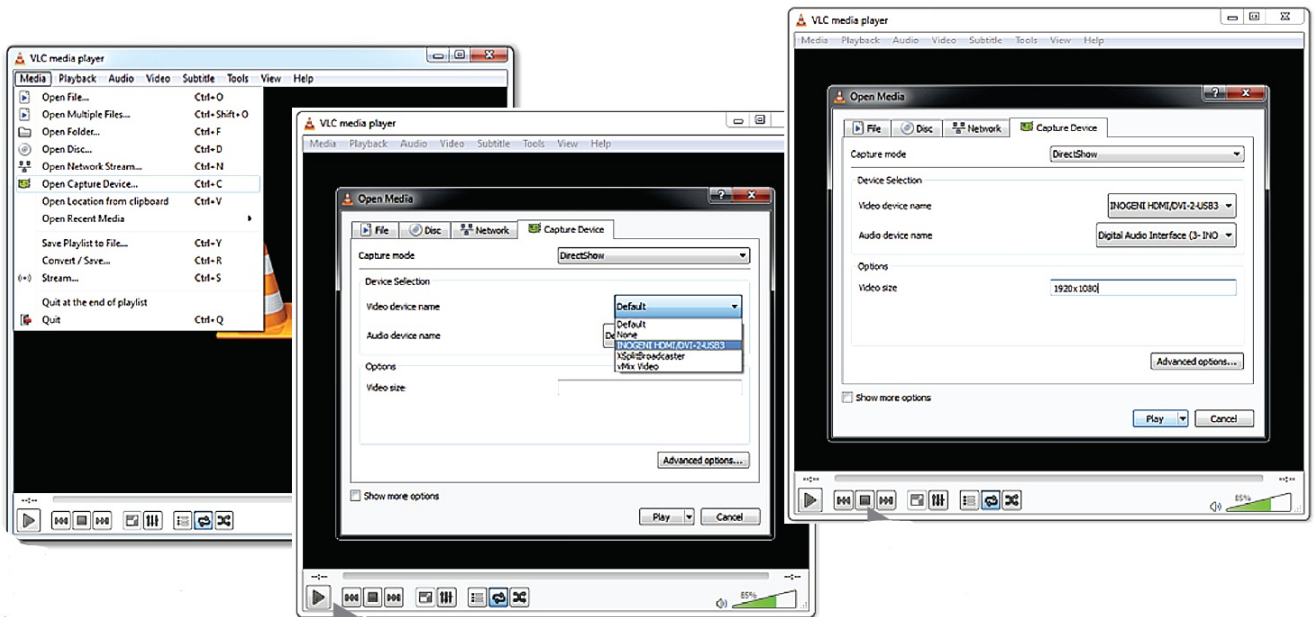 VLC media player
Media Playback Audio Video Subtitle Tools View Help
Open File... Ctrl+O
Open Multiple Files... Ctrl+Shift+O
Open Folder... Ctrl+F
Open Disc... Ctrl+D
Open Network Stream... Ctrl+N
Open Capture Device... Ctrl+C
Open Location from clipboard Ctrl+V
Open Recent Media
Save Playlist to File... Ctrl+Y
Convert / Save... Ctrl+R
Stream... Ctrl+S
Quit at the end of playlist
Quit Ctrl+Q
--:--
VLC media player
Media Playback Audio Video Subtitle Tools View Help
Open Media
File Disc Network Capture Device
Capture mode DirectShow
Device Selection
Video device name Default
Default
None
INOGENI HDMI/DVI-2-USB3
XSplitBroadcaster
vMix Video
Audio device name De
Options
Video size
Advanced options...
Show more options
Play Cancel
--:-- --:--
85%
VLC media player
Media Playback Audio Video Subtitle Tools View Help
Open Media
File Disc Network Capture Device
Capture mode DirectShow
Device Selection
Video device name INOGENI HDMI/DVI-2-USB3
Audio device name Digital Audio Interface (3- INO
Options
Video size 1920x1080
Advanced options...
Show more options
Play Cancel
--:-- --:--
85%